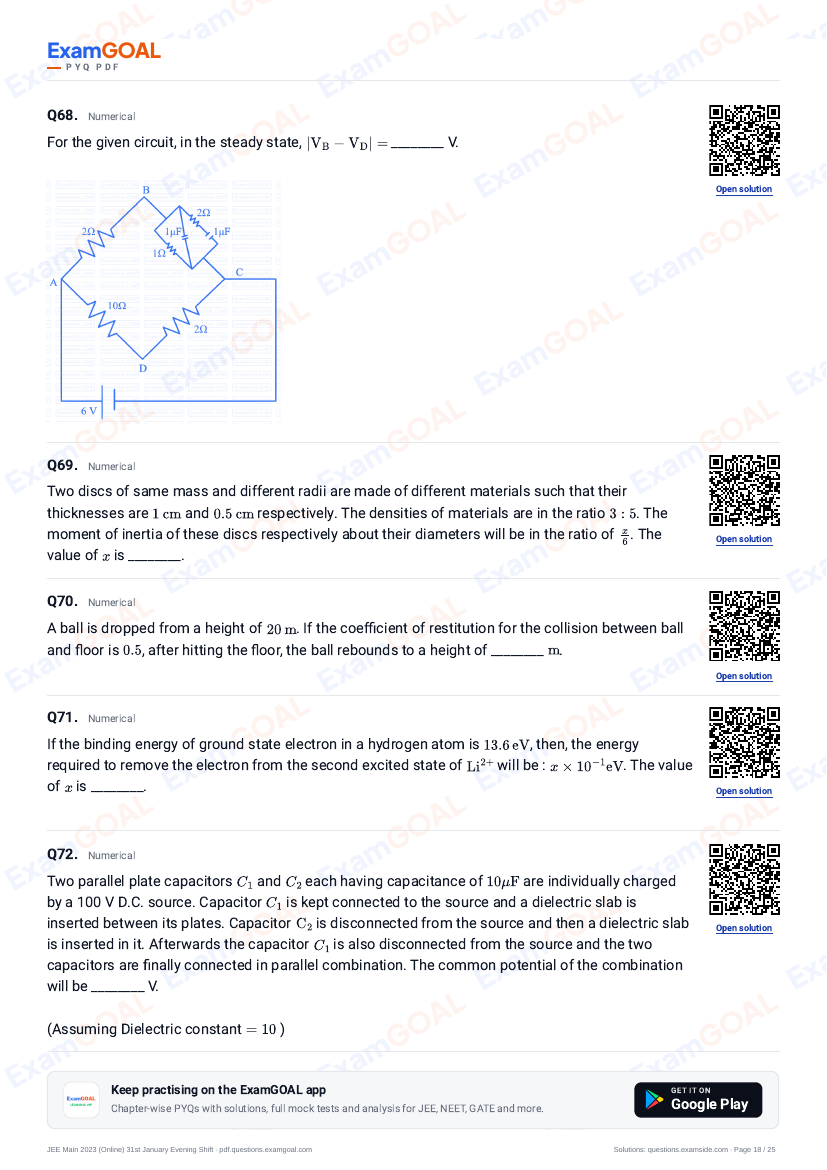 ExamGOAL
PYQ PDF
Q68. Numerical
For the given circuit, in the steady state, |V_B − V_D| = ________ V.
Open solution
B
2Ω
2Ω
1μF
1μF
1Ω
A
C
10Ω
2Ω
D
6 V
Q69. Numerical
Two discs of same mass and different radii are made of different materials such that their
thicknesses are 1 cm and 0.5 cm respectively. The densities of materials are in the ratio 3 : 5. The
moment of inertia of these discs respectively about their diameters will be in the ratio of x/6. The
value of x is ________.
Open solution
Q70. Numerical
A ball is dropped from a height of 20 m. If the coefficient of restitution for the collision between ball
and floor is 0.5, after hitting the floor, the ball rebounds to a height of ________ m.
Open solution
Q71. Numerical
If the binding energy of ground state electron in a hydrogen atom is 13.6 eV, then, the energy
required to remove the electron from the second excited state of Li²⁺ will be : x × 10⁻¹eV. The value
of x is ________.
Open solution
Q72. Numerical
Two parallel plate capacitors C₁ and C₂ each having capacitance of 10μF are individually charged
by a 100 V D.C. source. Capacitor C₁ is kept connected to the source and a dielectric slab is
inserted between its plates. Capacitor C₂ is disconnected from the source and then a dielectric slab
is inserted in it. Afterwards the capacitor C₁ is also disconnected from the source and the two
capacitors are finally connected in parallel combination. The common potential of the combination
will be ________ V.
(Assuming Dielectric constant = 10 )
Open solution
ExamGOAL
Keep practising on the ExamGOAL app
Chapter-wise PYQs with solutions, full mock tests and analysis for JEE, NEET, GATE and more.
GET IT ON
Google Play
JEE Main 2023 (Online) 31st January Evening Shift · pdf.questions.examgoal.com
Solutions: questions.examside.com · Page 18 / 25